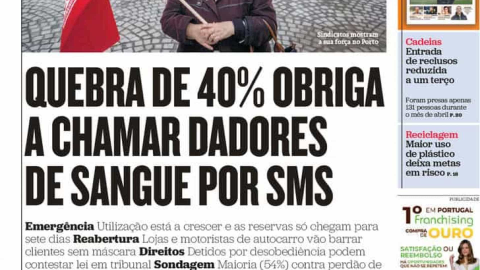 Sindicatos mostram
a sua força no Porto
QUEBRA DE 40% OBRIGA
A CHAMAR DADORES
DE SANGUE POR SMS
Emergência Utilização está a crescer e as reservas só chegam para
sete dias Reabertura Lojas e motoristas de autocarro vão barrar
clientes sem máscara Direitos Detidos por desobediência podem
contestar lei em tribunal Sondagem Maioria (54%) contra perdão de
Cadeias
Entrada
de reclusos
reduzida
a um terço
Foram presas apenas
131 pessoas durante
o mês de abril P. 20
Reciclagem
Maior uso
de plástico
deixa metas
em risco P. 18
PUBLICIDADE
1º EM PORTUGAL
Franchising
COMPRA DE
OURO
SATISFAÇÃO
OU REEMBOLSO